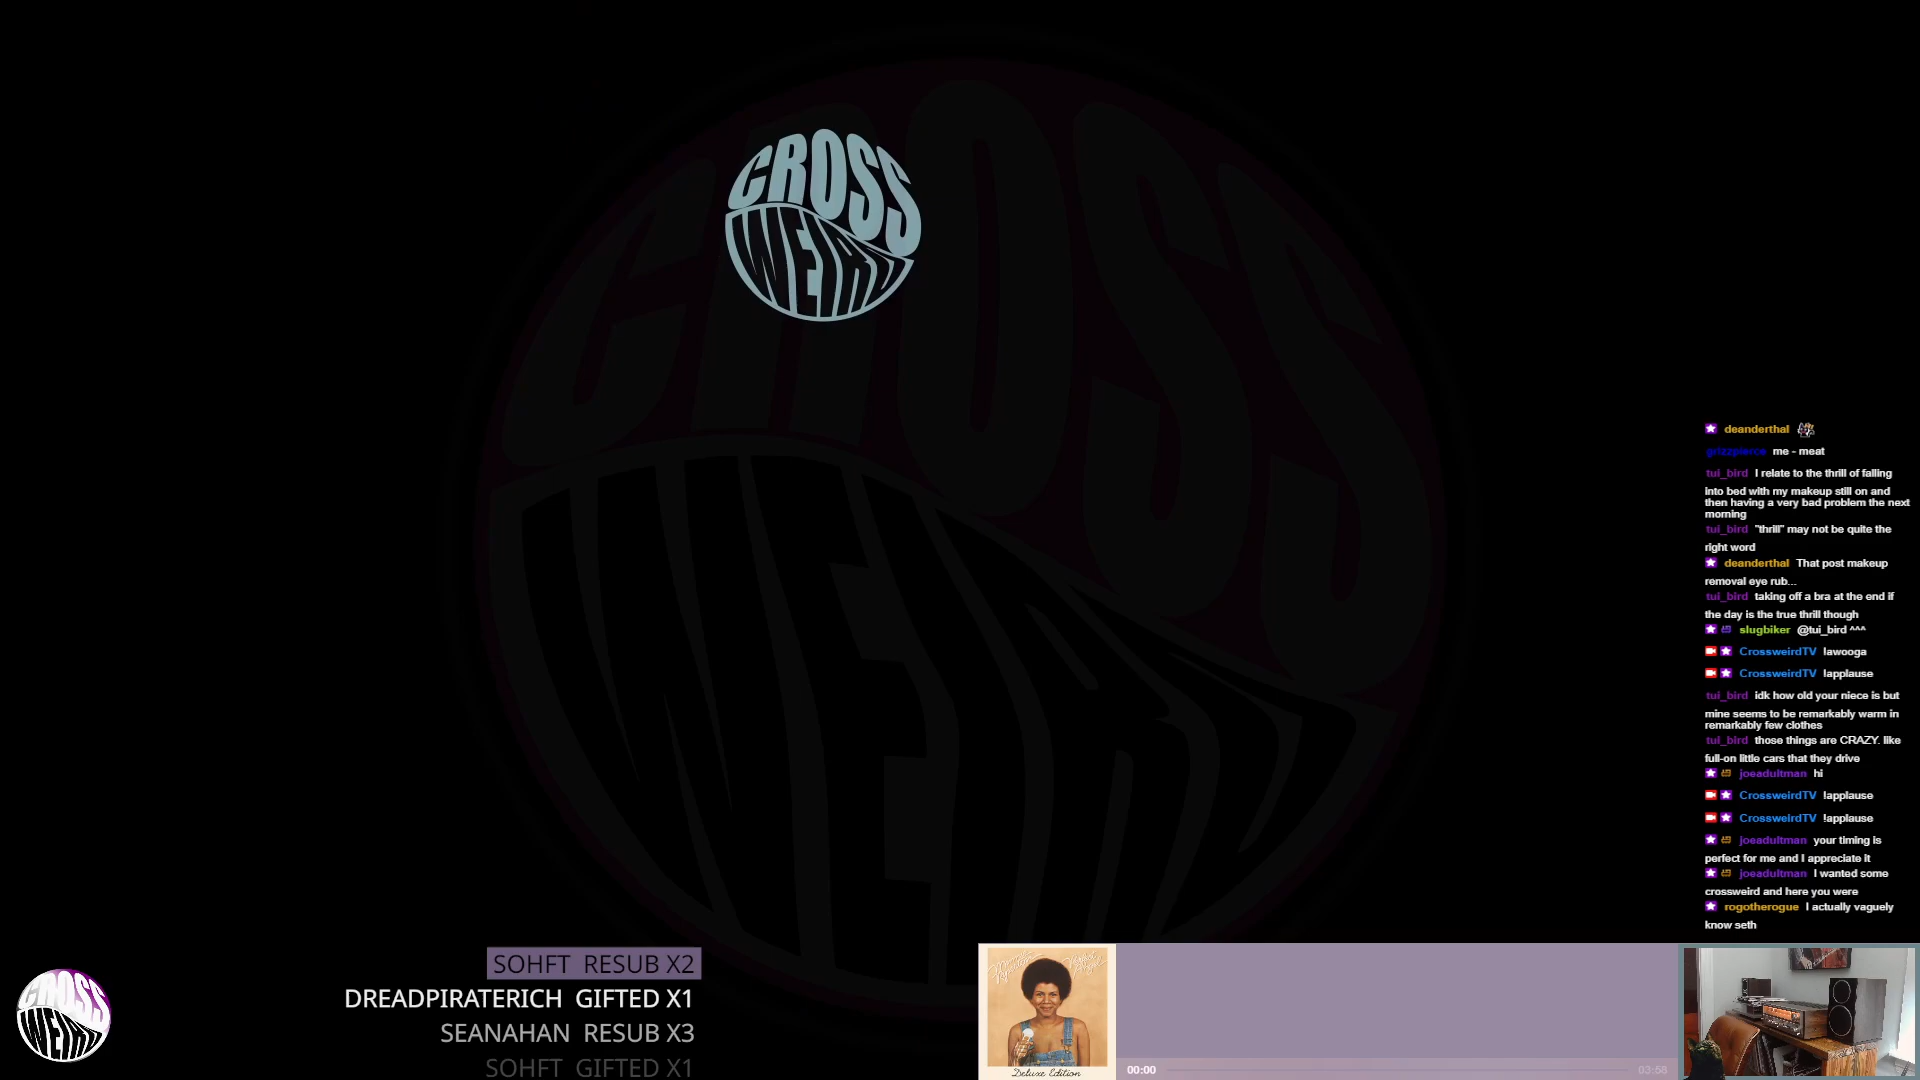 CROSS
WEIRD
CROSS
WEIRD
deanderthal
grizzpierce me - meat
tui_bird I relate to the thrill of falling
into bed with my makeup still on and
then having a very bad problem the next
morning
tui_bird "thrill" may not be quite the
right word
deanderthal That post makeup
removal eye rub...
tui_bird taking off a bra at the end if
the day is the true thrill though
slugbiker @tui_bird ^^^
CrossweirdTV !awooga
CrossweirdTV !applause
tui_bird idk how old your niece is but
mine seems to be remarkably warm in
remarkably few clothes
tui_bird those things are CRAZY. like
full-on little cars that they drive
joeadultman hi
CrossweirdTV !applause
CrossweirdTV !applause
joeadultman your timing is
perfect for me and I appreciate it
joeadultman I wanted some
crossweird and here you were
rogotherogue I actually vaguely
know seth
CROSS
WEIRD
SOHFT RESUB X2
DREADPIRATERICH GIFTED X1
SEANAHAN RESUB X3
SOHFT GIFTED X1
Deluxe Edition
00:00
03:58